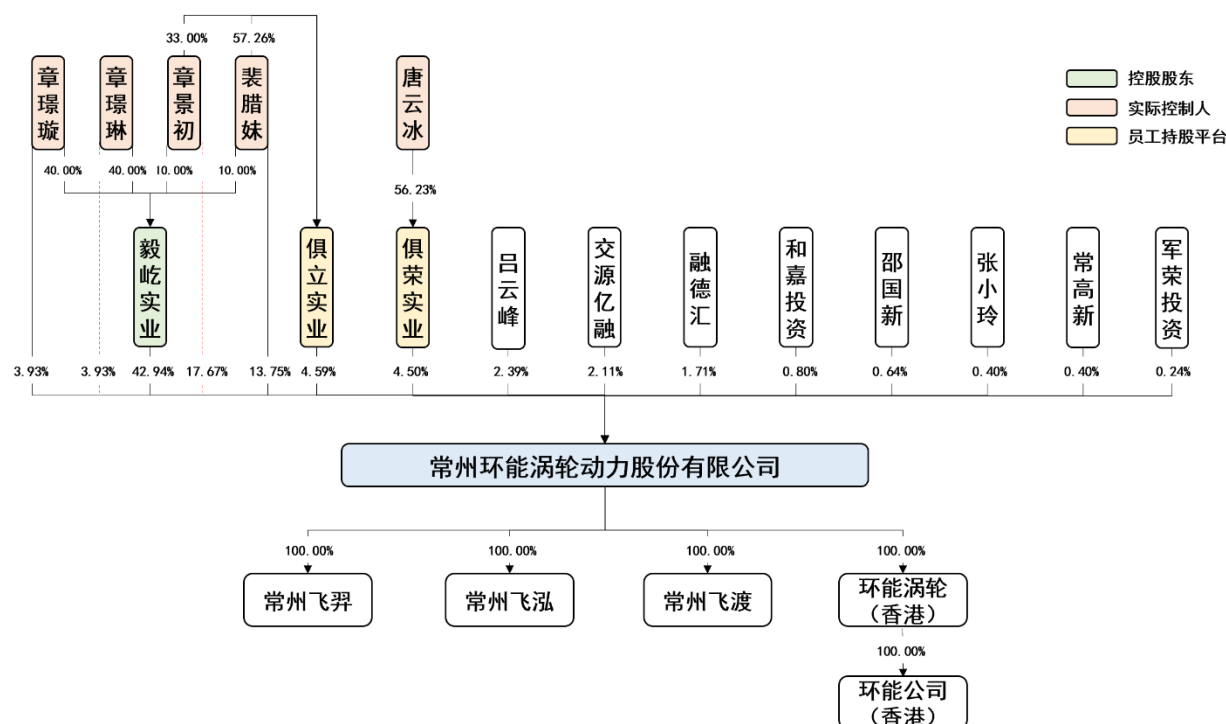 33.00%
57.26%
章璟璇
章璟琳
章景初
裴腊妹
唐云冰
控股股东
实际控制人
员工持股平台
40.00%
40.00%
10.00%
10.00%
56.23%
毅屹实业
俱立实业
俱荣实业
吕云峰
交源亿融
融德汇
和嘉投资
邵国新
张小玲
常高新
军荣投资
3.93%
3.93%
42.94%
17.67%
13.75%
4.59%
4.50%
2.39%
2.11%
1.71%
0.80%
0.64%
0.40%
0.40%
0.24%
常州环能涡轮动力股份有限公司
100.00%
100.00%
100.00%
100.00%
常州飞羿
常州飞泓
常州飞渡
环能涡轮
（香港）
100.00%
环能公司
（香港）